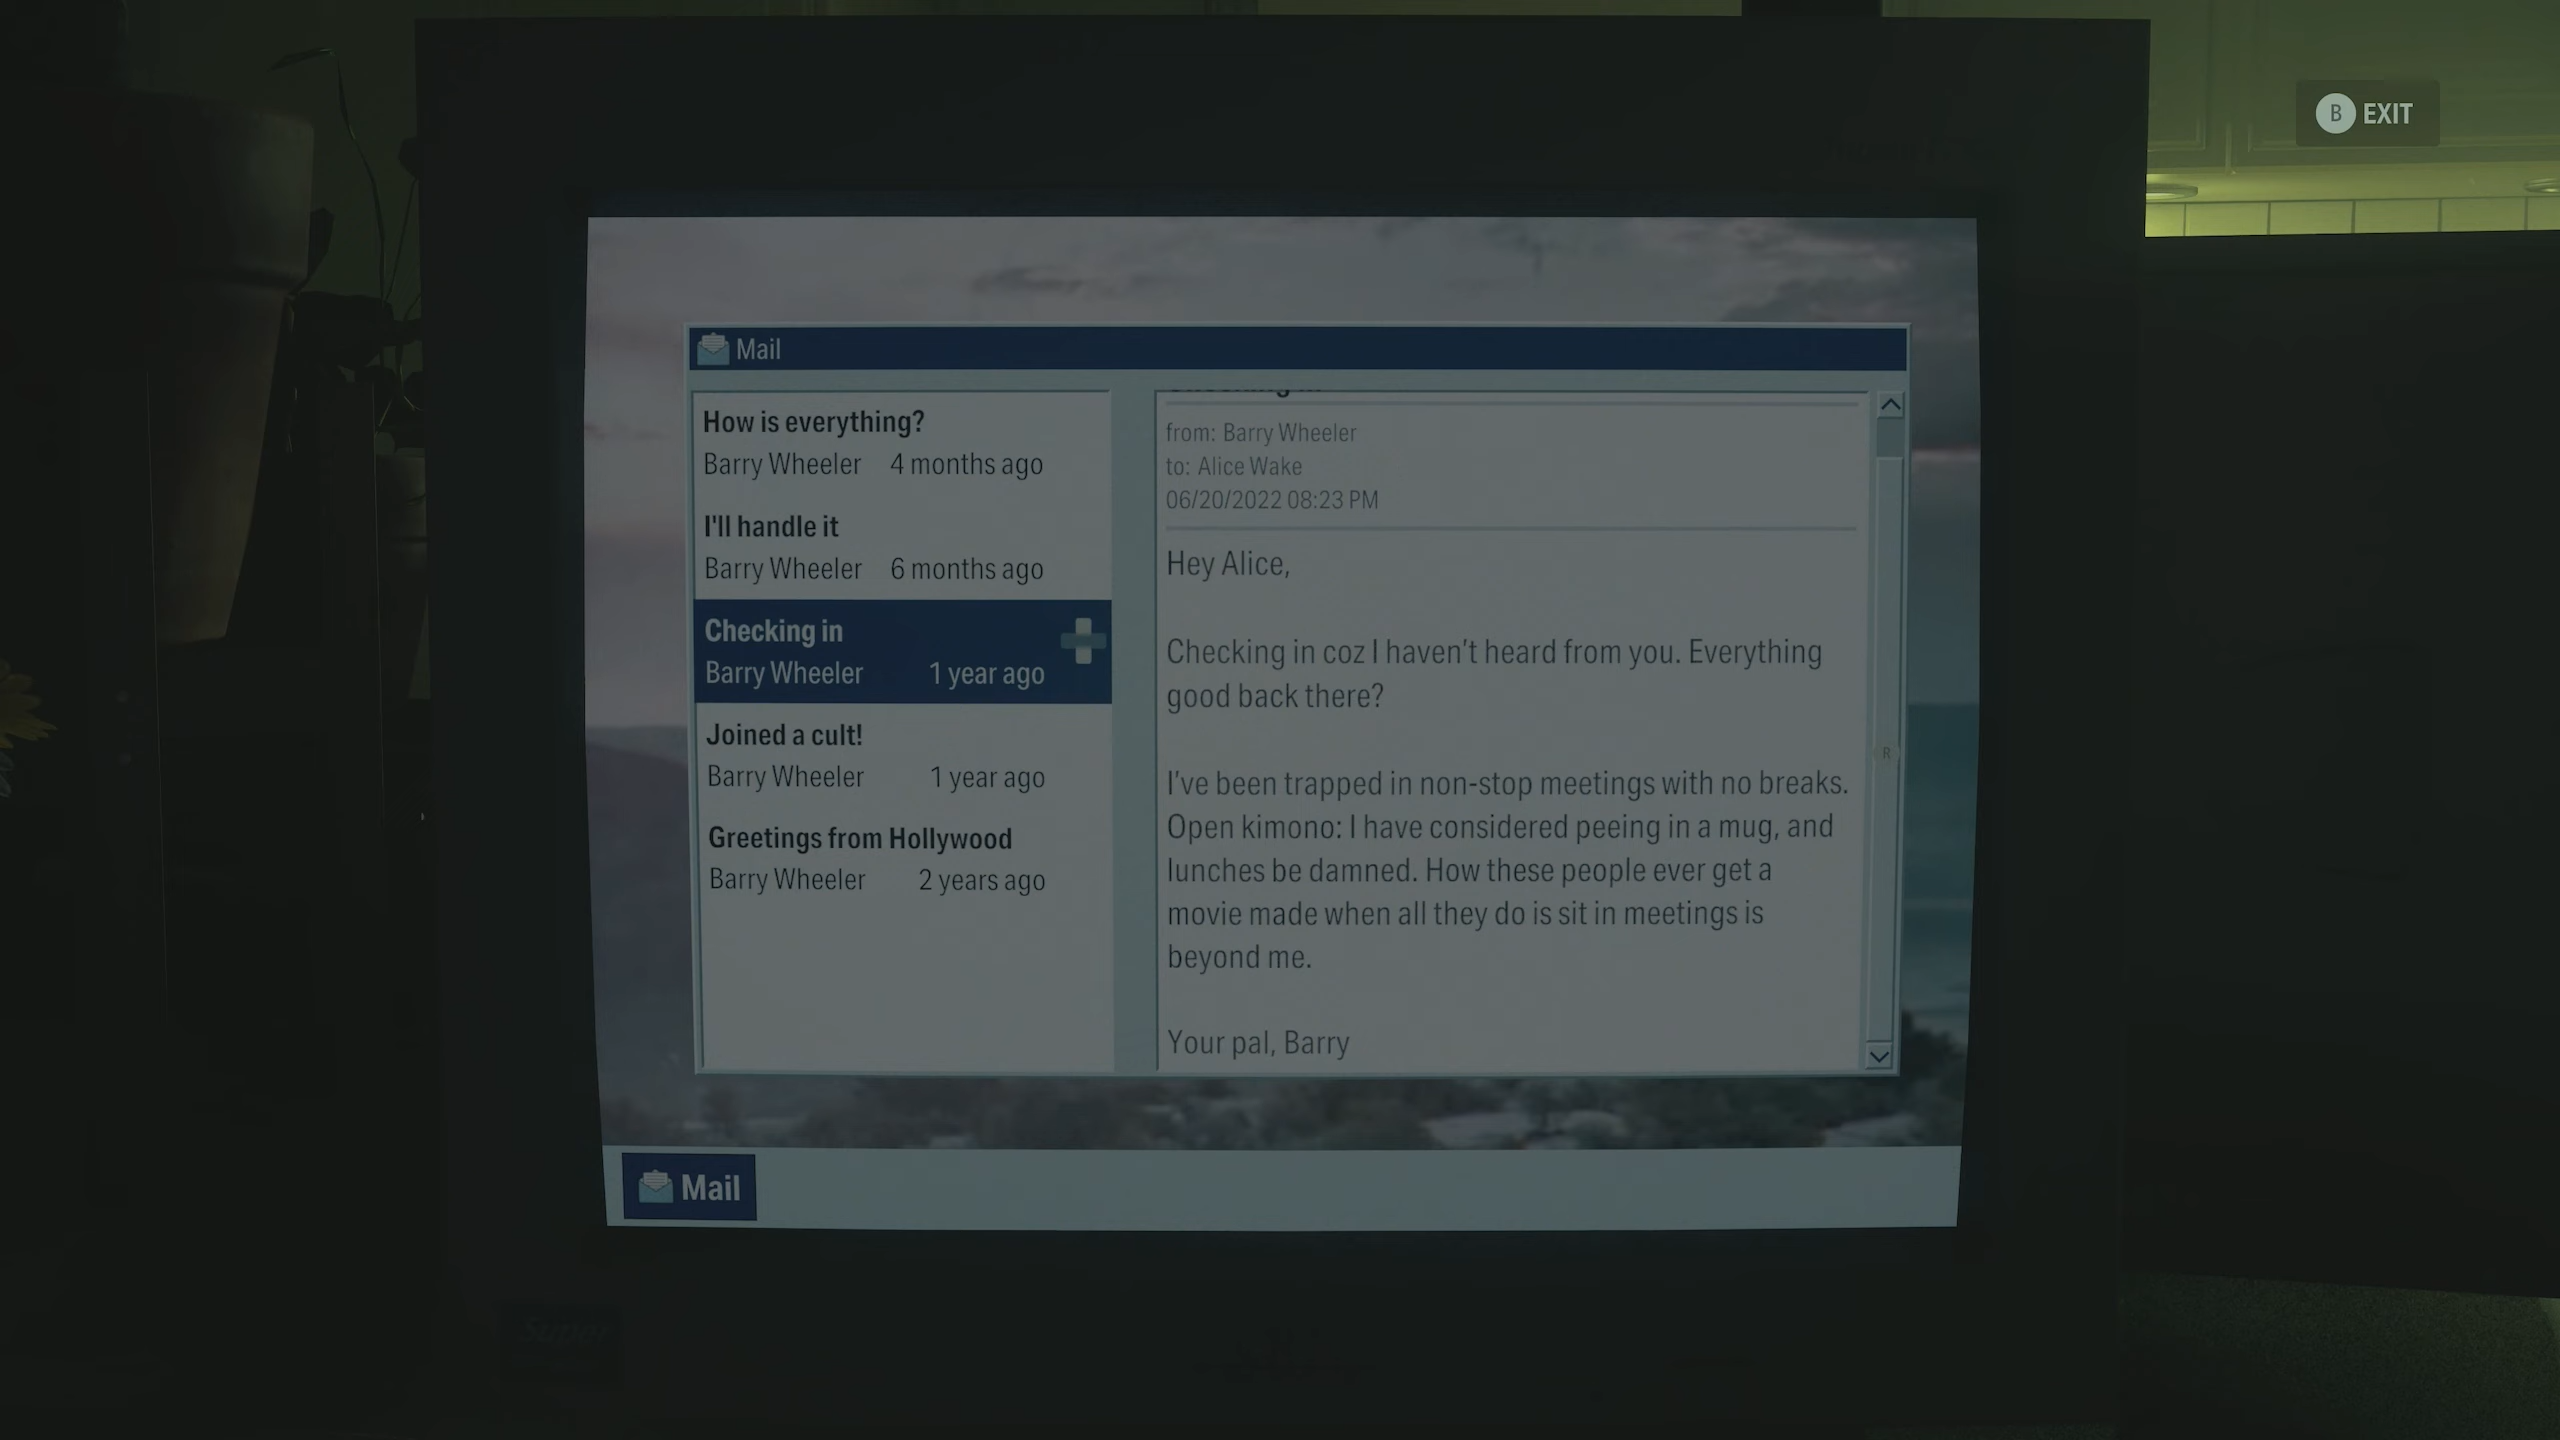 B EXIT
Mail
How is everything?
Barry Wheeler 4 months ago
I'll handle it
Barry Wheeler 6 months ago
Checking in
Barry Wheeler 1 year ago
Joined a cult!
Barry Wheeler 1 year ago
Greetings from Hollywood
Barry Wheeler 2 years ago
from: Barry Wheeler
to: Alice Wake
06/20/2022 08:23 PM
Hey Alice,
Checking in coz I haven't heard from you. Everything
good back there?
I've been trapped in non-stop meetings with no breaks.
Open kimono: I have considered peeing in a mug, and
lunches be damned. How these people ever get a
movie made when all they do is sit in meetings is
beyond me.
Your pal, Barry
R
Mail